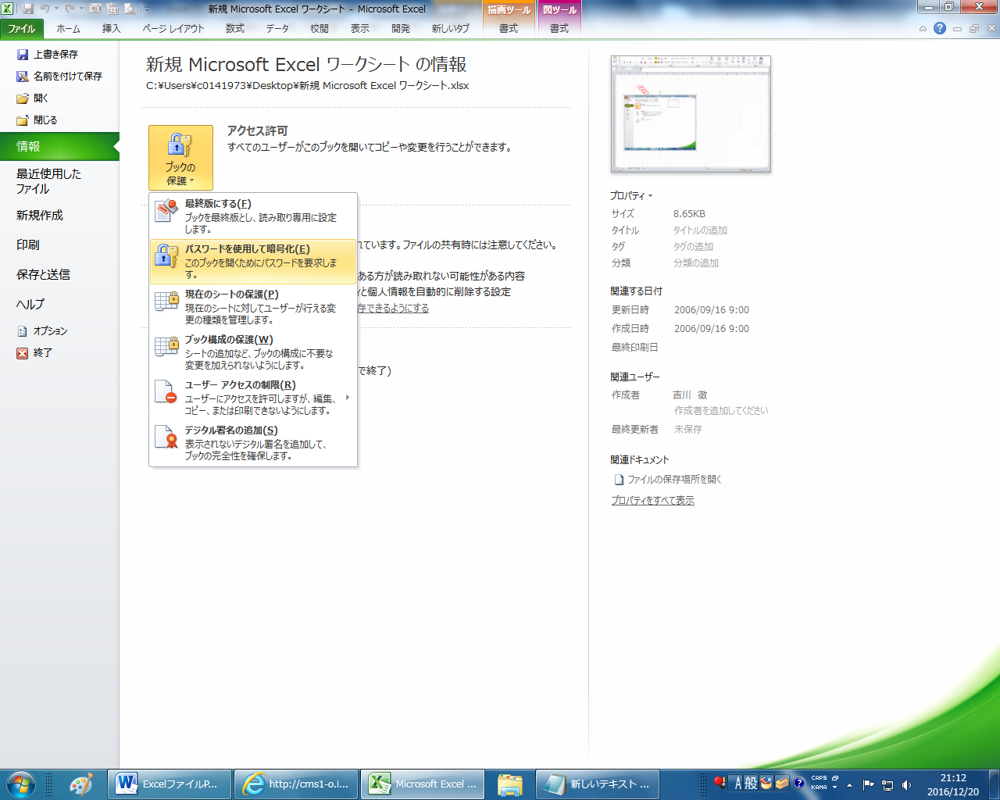 新規 Microsoft Excel ワークシート - Microsoft Excel
描画ツール
図ツール
ファイル
ホーム
挿入
ページ レイアウト
数式
データ
校閲
表示
開発
新しいタブ
書式
書式
上書き保存
名前を付けて保存
開く
閉じる
情報
最近使用した
ファイル
新規作成
印刷
保存と送信
ヘルプ
オプション
終了
新規 Microsoft Excel ワークシート の情報
C:¥Users¥c0141973¥Desktop¥新規 Microsoft Excel ワークシート.xlsx
ブックの
保護
アクセス許可
すべてのユーザーがこのブックを開いてコピーや変更を行うことができます。
最終版にする(F)
ブックを最終版とし、読み取り専用に設定
します。
パスワードを使用して暗号化(E)
このブックを開くためにパスワードを要求しま
す。
現在のシートの保護(P)
現在のシートに対してユーザーが行える変
更の種類を管理します。
ブック構成の保護(W)
シートの追加など、ブックの構成に不要な
変更を加えられないようにします。
ユーザー アクセスの制限(R)
ユーザーにアクセスを許可しますが、編集、
コピー、または印刷できないようにします。
デジタル署名の追加(S)
表示されないデジタル署名を追加して、
ブックの完全性を確保します。
れています。ファイルの共有時には注意してください。
ある方が読み取れない可能性がある内容
と個人情報を自動的に削除する設定
存できるようにする
で終了)
プロパティ
サイズ 8.65KB
タイトル タイトルの追加
タグ タグの追加
分類 分類の追加
関連する日付
更新日時 2006/09/16 9:00
作成日時 2006/09/16 9:00
最終印刷日
関連ユーザー
作成者 吉川 徹
作成者を追加してください
最終更新者 未保存
関連ドキュメント
ファイルの保存場所を開く
プロパティをすべて表示
ExcelファイルP...
http://cms1-o.i...
Microsoft Excel ...
新しいテキスト ...
A 般
CAPS
KANA
21:12
2016/12/20